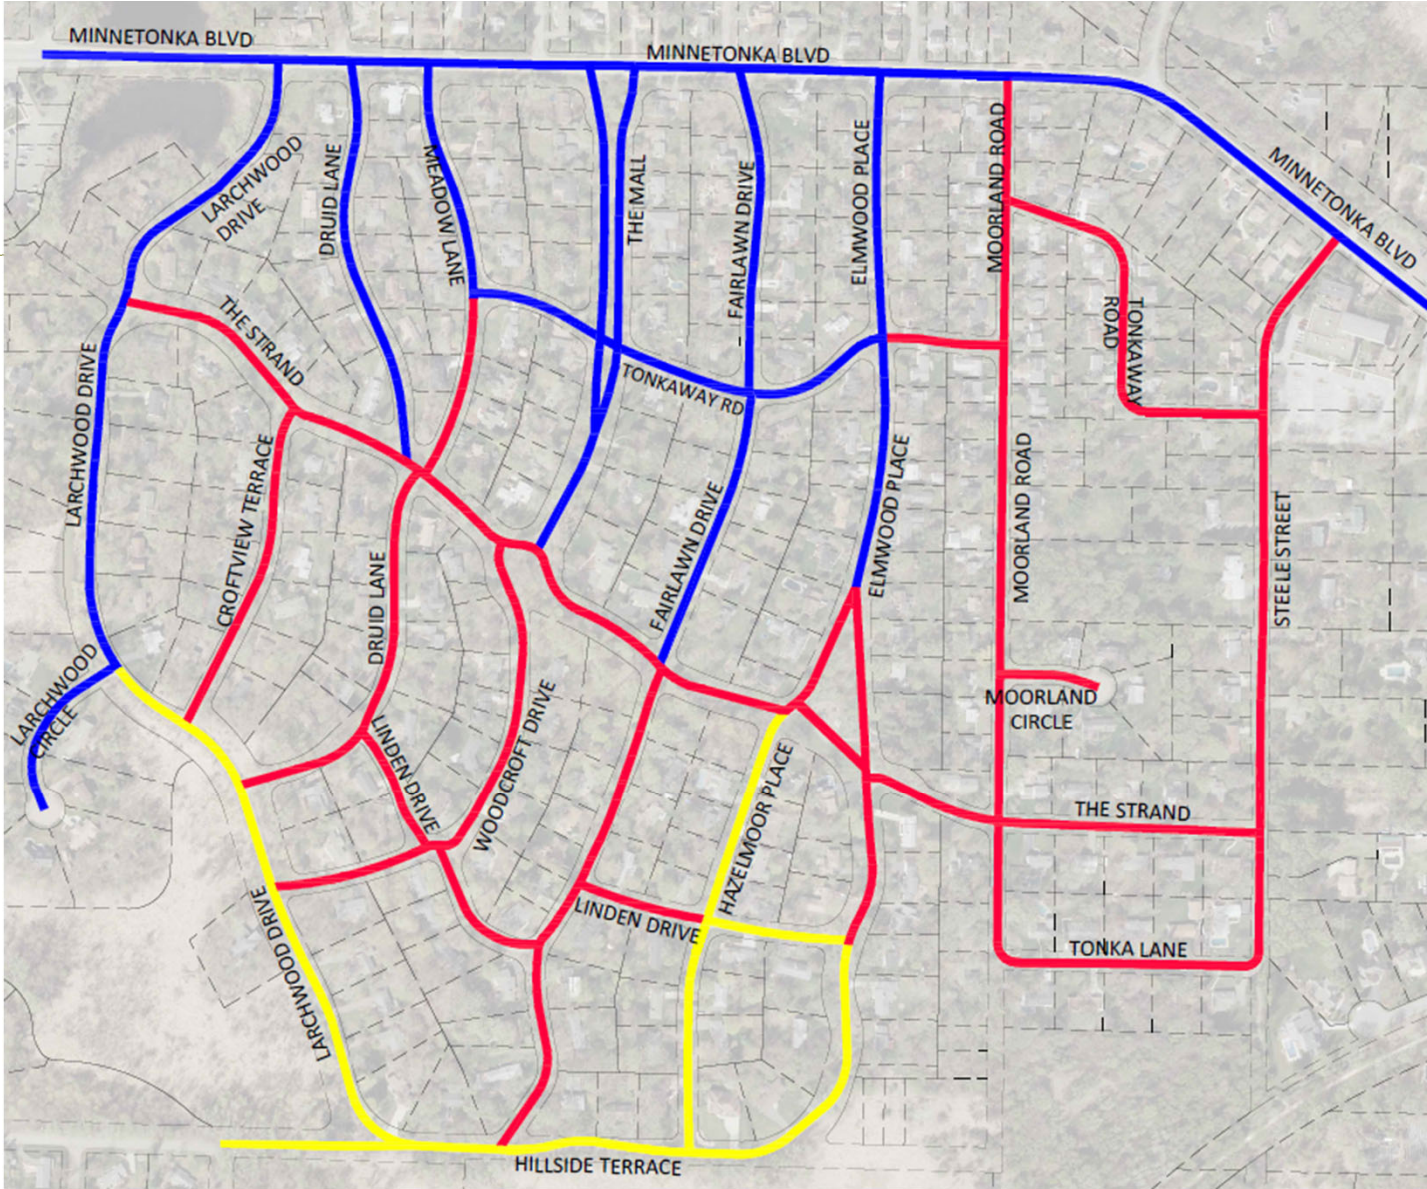 MINNETONKA BLVD
MINNETONKA BLVD
MINNETONKA BLVD
LARCHWOOD
DRIVE
DRUID LANE
MEADOW LANE
THE MALL
FAIRLAWN DRIVE
ELMWOOD PLACE
MOORLAND ROAD
TONKAWAY
ROAD
THE STRAND
LARCHWOOD DRIVE
TONKAWAY RD
CROFTVIEW TERRACE
DRUID LANE
FAIRLAWN DRIVE
ELMWOOD PLACE
MOORLAND ROAD
STEELE STREET
LARCHWOOD
CIRCLE
LINDEN DRIVE
WOODCROFT DRIVE
HAZELMOOR PLACE
MOORLAND
CIRCLE
THE STRAND
LINDEN DRIVE
LARCHWOOD DRIVE
TONKA LANE
HILLSIDE TERRACE